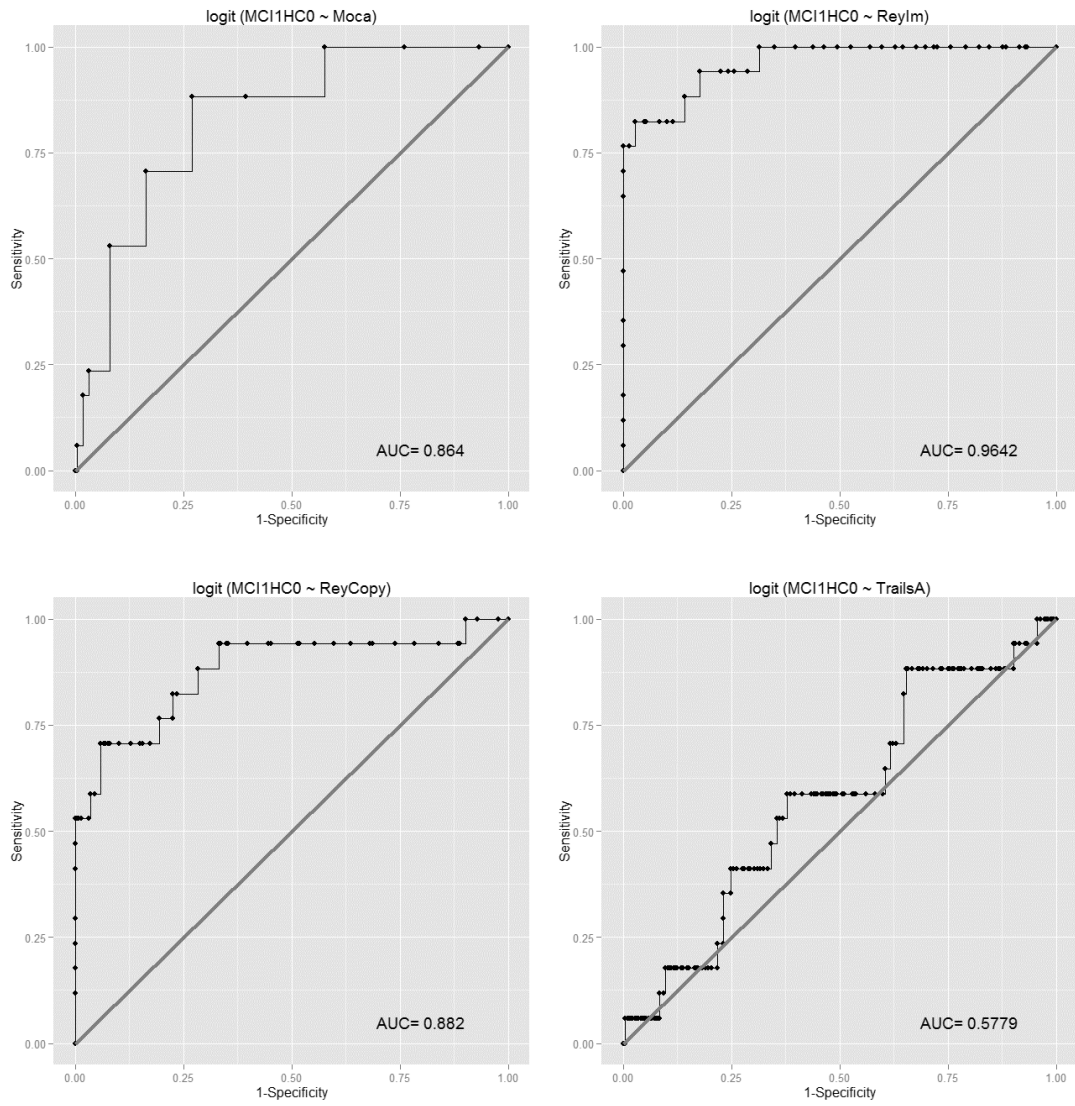 logit (MCI1HC0 ~ Moca)
1.00
0.75
0.50
0.25
0.00
Sensitivity
AUC= 0.864
0.00 0.25 0.50 0.75 1.00
1-Specificity
logit (MCI1HC0 ~ ReyIm)
1.00
0.75
0.50
0.25
0.00
Sensitivity
AUC= 0.9642
0.00 0.25 0.50 0.75 1.00
1-Specificity
logit (MCI1HC0 ~ ReyCopy)
1.00
0.75
0.50
0.25
0.00
Sensitivity
AUC= 0.882
0.00 0.25 0.50 0.75 1.00
1-Specificity
logit (MCI1HC0 ~ TrailsA)
1.00
0.75
0.50
0.25
0.00
Sensitivity
AUC= 0.5779
0.00 0.25 0.50 0.75 1.00
1-Specificity